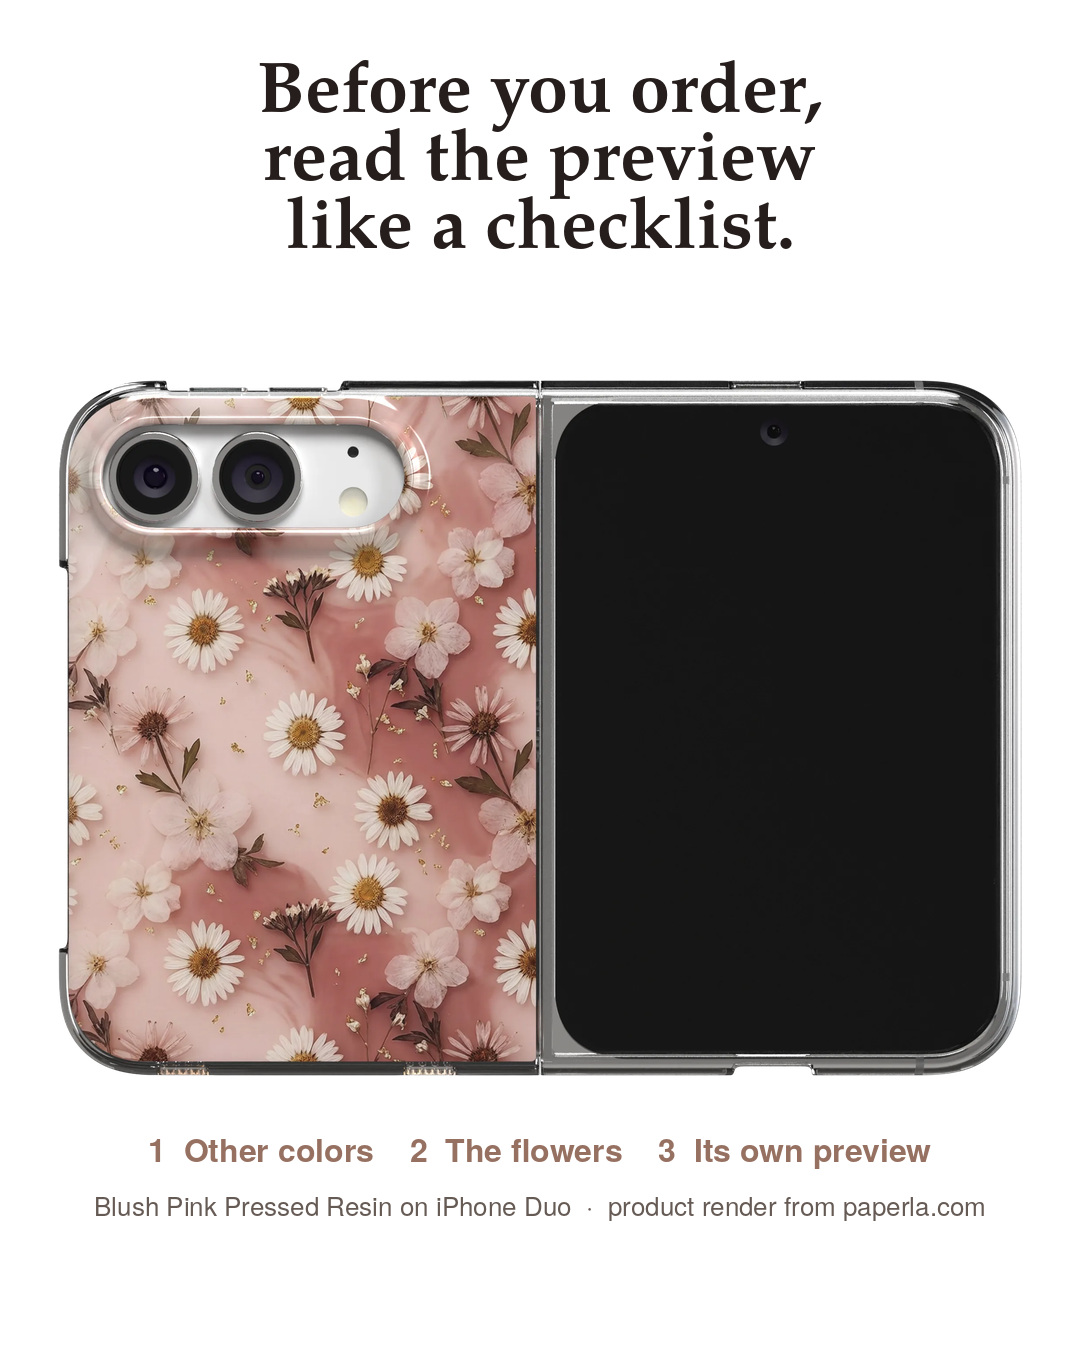 Before you order,
read the preview
like a checklist.
1 Other colors 2 The flowers 3 Its own preview
Blush Pink Pressed Resin on iPhone Duo · product render from paperla.com